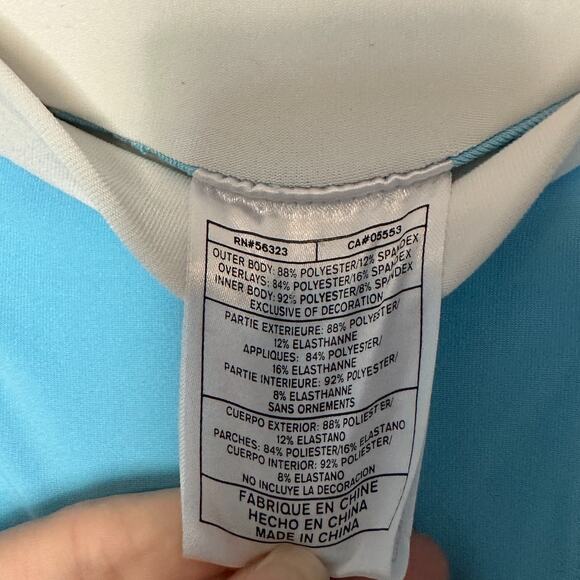 RN#56323 CA#05553
OUTER BODY: 88% POLYESTER/12% SPANDEX
OVERLAYS: 84% POLYESTER/16% SPANDEX
INNER BODY: 92% POLYESTER/8% SPANDEX
EXCLUSIVE OF DECORATION
PARTIE EXTERIEURE: 88% POLYESTER/
12% ELASTHANNE
APPLIQUES: 84% POLYESTER/
16% ELASTHANNE
PARTIE INTERIEURE: 92% POLYESTER/
8% ELASTHANNE
SANS ORNEMENTS
CUERPO EXTERIOR: 88% POLIESTER/
12% ELASTANO
PARCHES: 84% POLIESTER/16% ELASTANO
CUERPO INTERIOR: 92% POLIESTER/
8% ELASTANO
NO INCLUYE LA DECORACION
FABRIQUE EN CHINE
HECHO EN CHINA
MADE IN CHINA